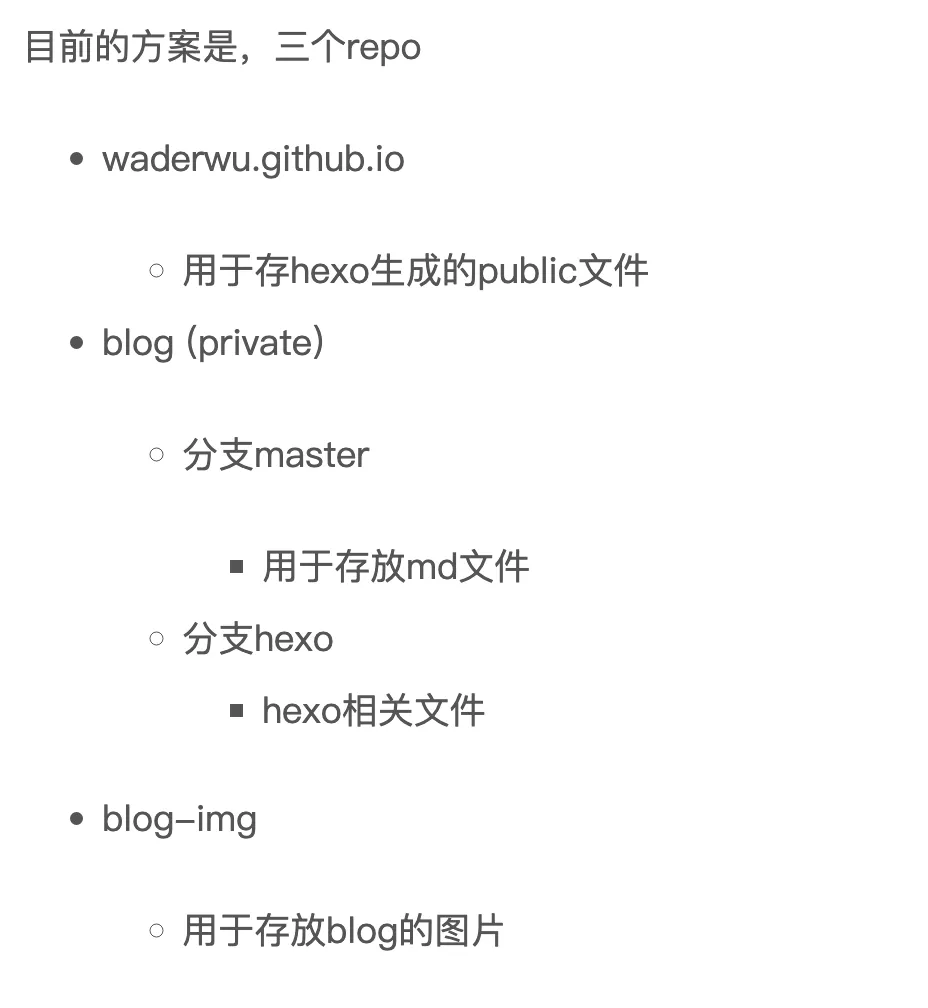 目前的方案是，三个repo
waderwu.github.io
用于存hexo生成的public文件
blog (private)
分支master
用于存放md文件
分支hexo
hexo相关文件
blog-img
用于存放blog的图片